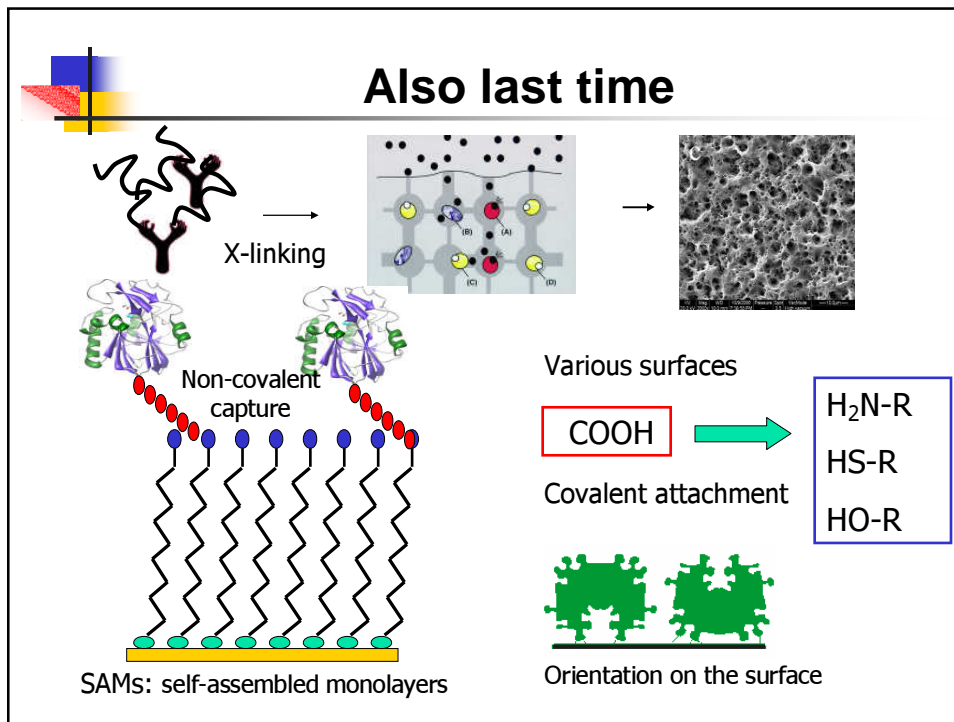 Also last time
X-linking
(B)
(A)
(C)
(D)
c
Non-covalent
capture
Various surfaces
COOH
Covalent attachment
H₂N-R
HS-R
HO-R
SAMs: self-assembled monolayers
Orientation on the surface